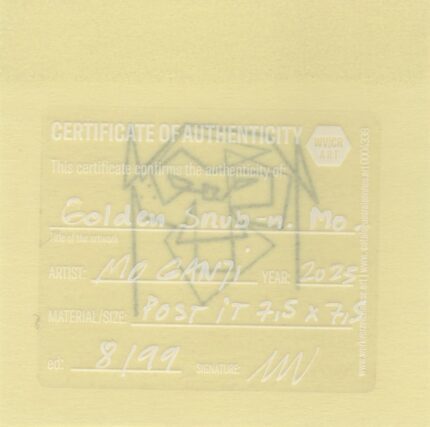 CERTIFICATE OF AUTHENTICITY
This certificate confirms the authenticity of:
Golden Snub-n. Mo.
Title of the artwork
ARTIST: MO GANJI YEAR: 2025
MATERIAL/SIZE: POST iT 7,5 x 7,5
ed: 8/99 SIGNATURE: